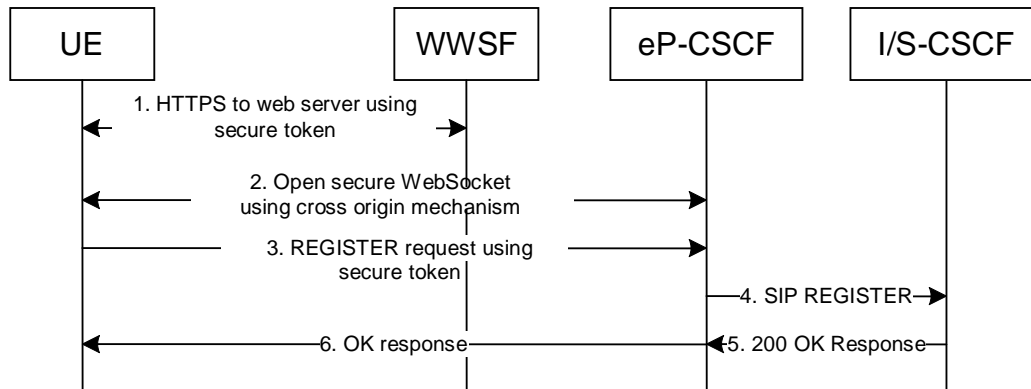 UE
WWSF
eP-CSCF
I/S-CSCF
1. HTTPS to web server using
secure token
2. Open secure WebSocket
using cross origin mechanism
3. REGISTER request using
secure token
4. SIP REGISTER
6. OK response
5. 200 OK Response